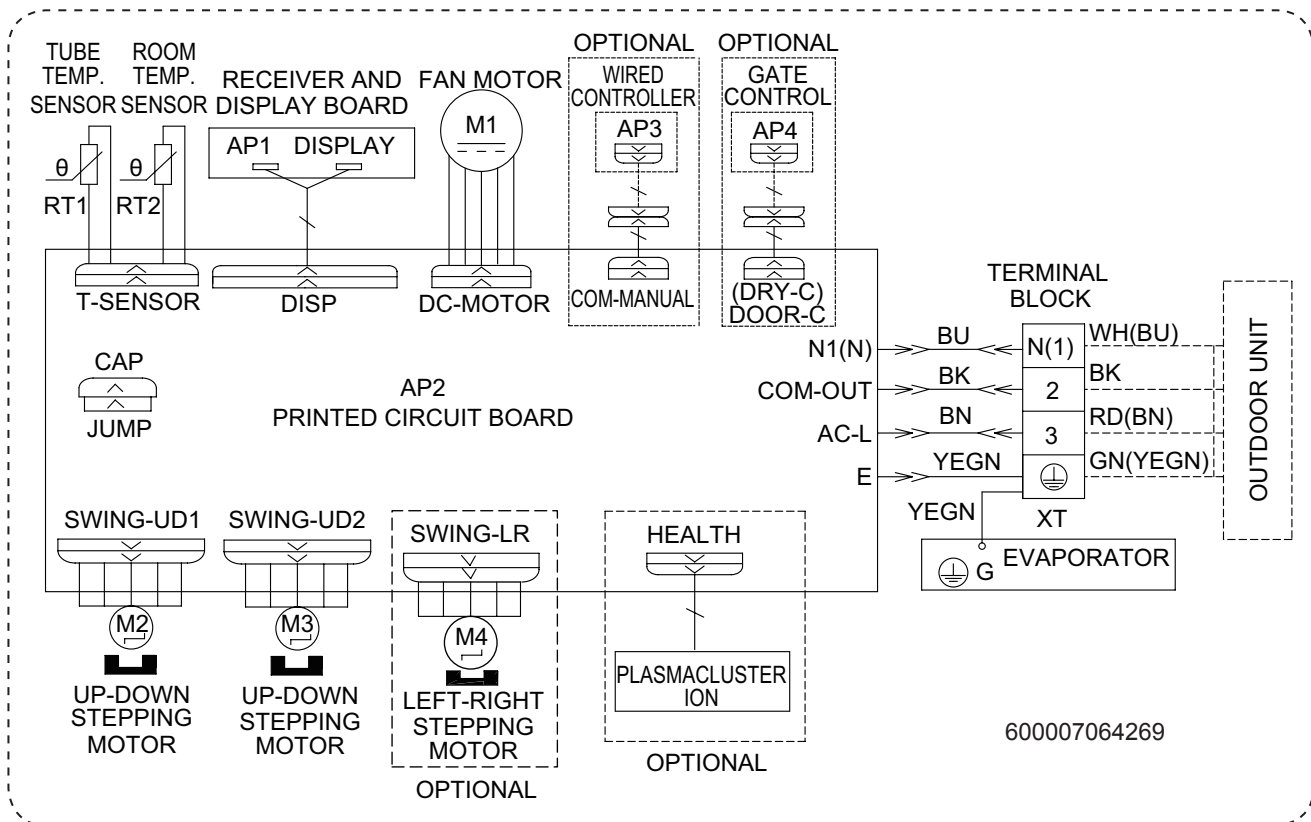 TUBE
TEMP.
SENSOR
ROOM
TEMP.
SENSOR
RECEIVER AND
DISPLAY BOARD
FAN MOTOR
OPTIONAL
WIRED
CONTROLLER
OPTIONAL
GATE
CONTROL
AP1 DISPLAY
M1
AP3
AP4
θ
RT1
θ
RT2
T-SENSOR
DISP
DC-MOTOR
COM-MANUAL
(DRY-C)
DOOR-C
TERMINAL
BLOCK
N1(N) BU N(1) WH(BU)
COM-OUT BK 2 BK
AC-L BN 3 RD(BN)
E YEGN GN(YEGN)
OUTDOOR UNIT
YEGN
XT
G EVAPORATOR
CAP
JUMP
AP2
PRINTED CIRCUIT BOARD
SWING-UD1
SWING-UD2
SWING-LR
HEALTH
M2
M3
M4
UP-DOWN
STEPPING
MOTOR
UP-DOWN
STEPPING
MOTOR
LEFT-RIGHT
STEPPING
MOTOR
OPTIONAL
PLASMACLUSTER
ION
OPTIONAL
600007064269